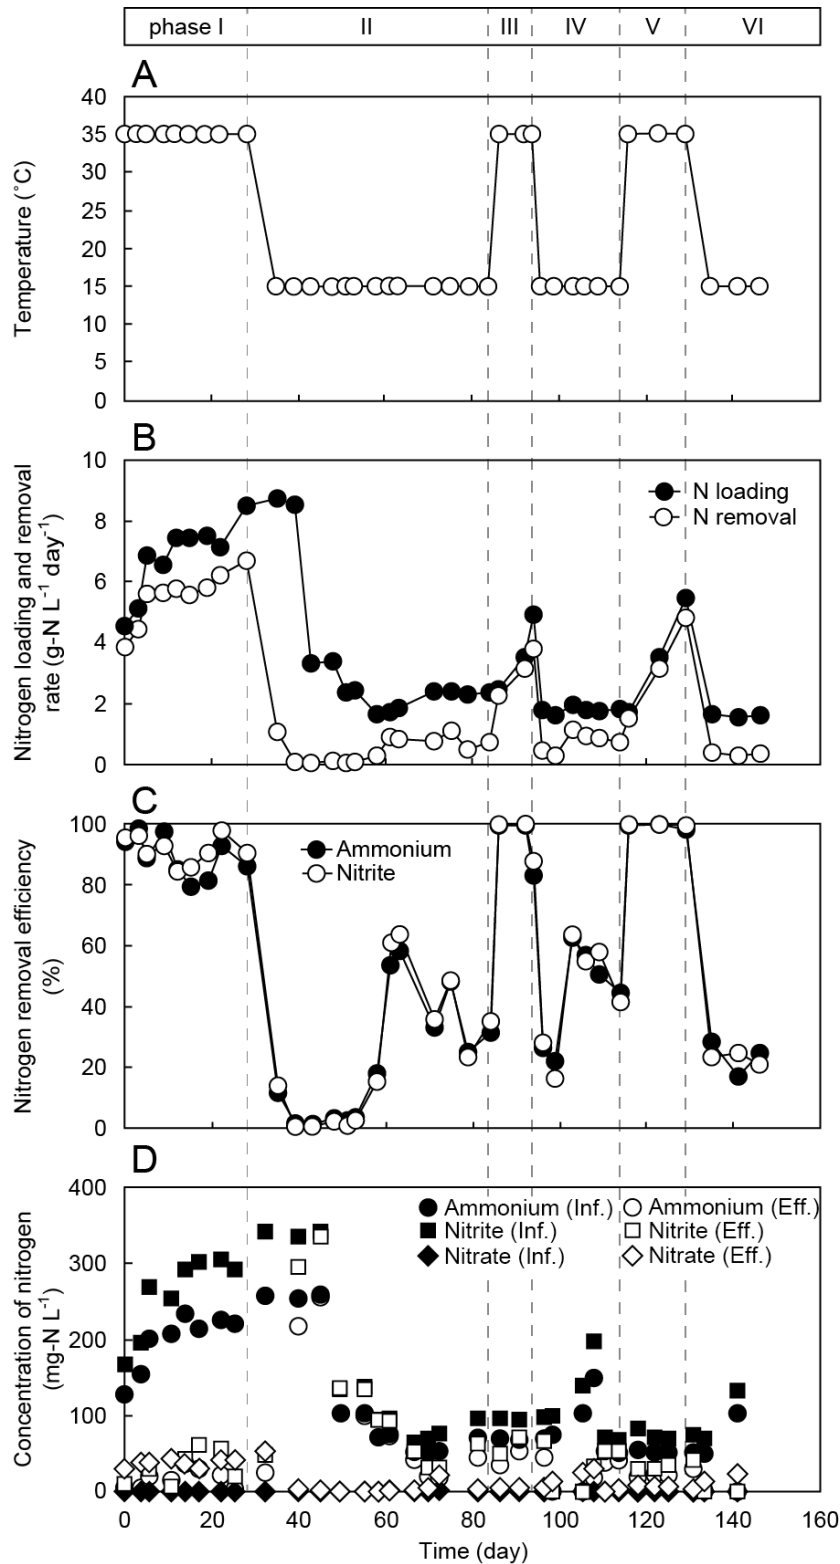 phase I II III IV V VI
A
40
35
30
25
20
15
10
5
0
Temperature (˚C)
B
10
8
6
4
2
0
Nitrogen loading and removal
rate (g-N L⁻¹ day⁻¹)
N loading
N removal
C
100
80
60
40
20
0
Nitrogen removal efficiency
(%)
Ammonium
Nitrite
D
400
300
200
100
0
Concentration of nitrogen
(mg-N L⁻¹)
Ammonium (Inf.) Ammonium (Eff.)
Nitrite (Inf.) Nitrite (Eff.)
Nitrate (Inf.) Nitrate (Eff.)
0 20 40 60 80 100 120 140 160
Time (day)